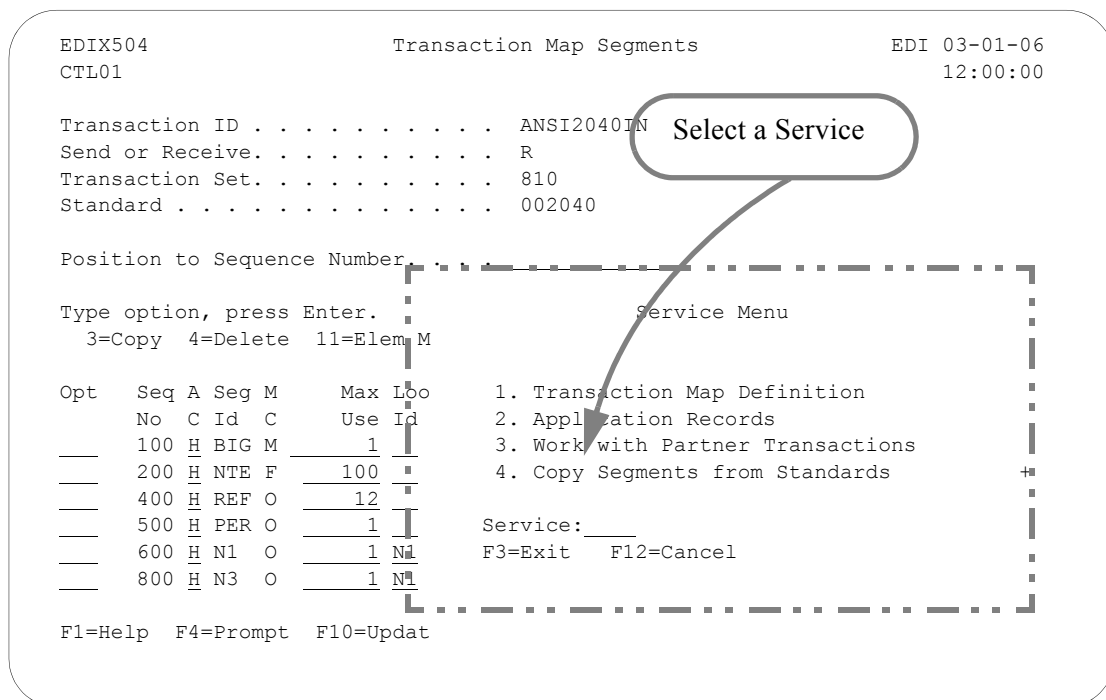 EDIX504 Transaction Map Segments EDI 03-01-06
CTL01 12:00:00
Transaction ID . . . . . . . . . . ANSI2040IN
Select a Service
Send or Receive. . . . . . . . . . R
Transaction Set. . . . . . . . . . 810
Standard . . . . . . . . . . . . . 002040
Position to Sequence Number. . . .
Type option, press Enter. Service Menu
3=Copy 4=Delete 11=Elem M
Opt Seq A Seg M Max Loo 1. Transaction Map Definition
No C Id C Use Id 2. Application Records
100 H BIG M 1 3. Work with Partner Transactions
200 H NTE F 100 4. Copy Segments from Standards +
400 H REF O 12
500 H PER O 1 Service:
600 H N1 O 1 N1 F3=Exit F12=Cancel
800 H N3 O 1 N1
F1=Help F4=Prompt F10=Updat